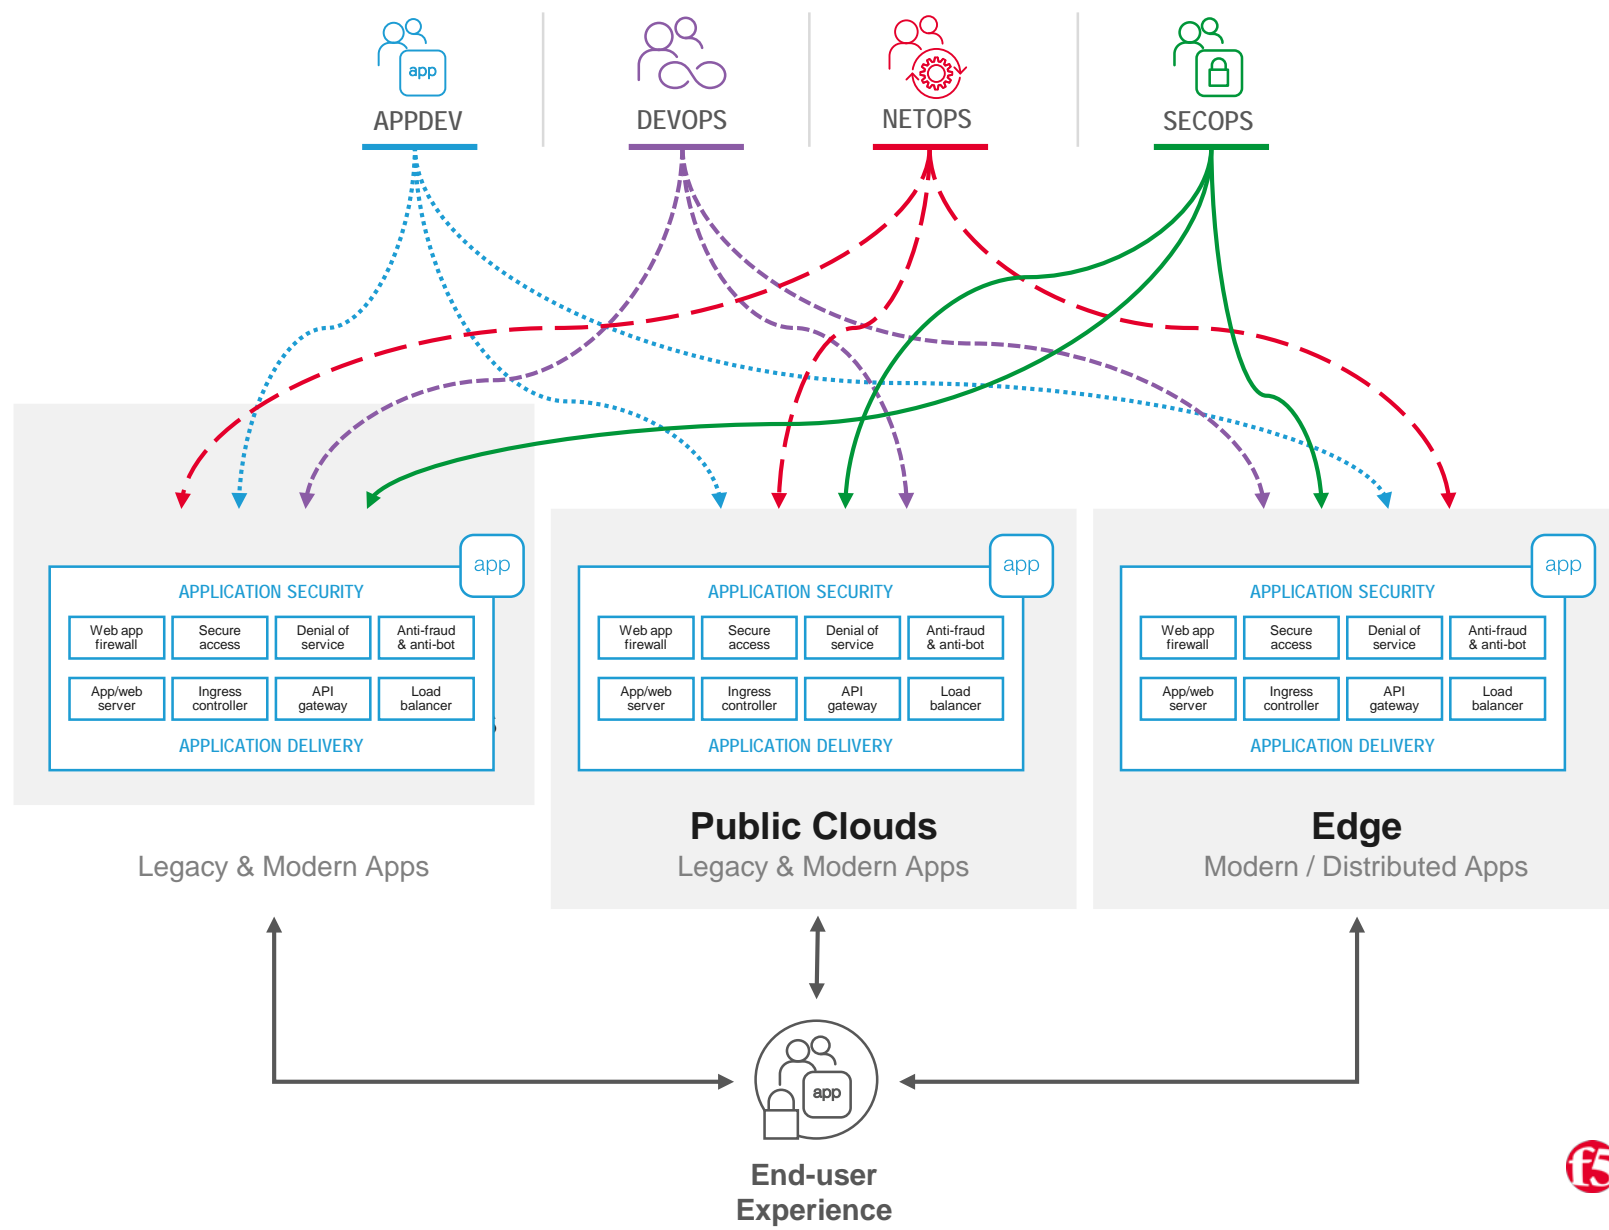 app
APPDEV
DEVOPS
NETOPS
SECOPS
app
APPLICATION SECURITY
Web app
firewall
Secure
access
Denial of
service
Anti-fraud
& anti-bot
App/web
server
Ingress
controller
API
gateway
Load
balancer
APPLICATION DELIVERY
Legacy & Modern Apps
app
APPLICATION SECURITY
Web app
firewall
Secure
access
Denial of
service
Anti-fraud
& anti-bot
App/web
server
Ingress
controller
API
gateway
Load
balancer
APPLICATION DELIVERY
Public Clouds
Legacy & Modern Apps
app
APPLICATION SECURITY
Web app
firewall
Secure
access
Denial of
service
Anti-fraud
& anti-bot
App/web
server
Ingress
controller
API
gateway
Load
balancer
APPLICATION DELIVERY
Edge
Modern / Distributed Apps
app
End-user
Experience
f5